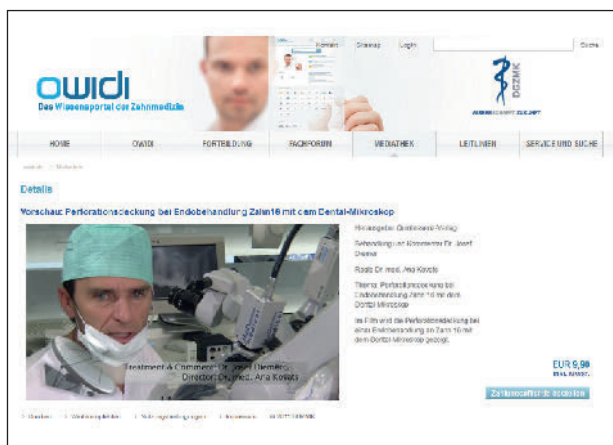 Kontakt Sitemap Login Suche
owidi
Das Wissensportal der Zahnmedizin
DGZMK
HOME OWIDI FORTBILDUNG FACHFORUM MEDIATHEK LEITLINIEN SERVICE UND SUCHE
Details
Vorschau: Perforationsdeckung bei Endobehandlung Zahn16 mit dem Dental-Mikroskop
Herausgeber Quintessenz-Verlag
Behandlung und Kommentar Dr. Josef
Diemer
Regie Dr. med. Ana Kovats
Thema: Perforationsdeckung bei
Endobehandlung Zahn 16 mit dem
Dental-Mikroskop
Im Film wird die Perforationsdeckung bei
einer Endobehandlung an Zahn 16 mit
dem Dental-Mikroskop gezeigt.
Treatment & Comment: Dr. Josef Diemer
Director: Dr. med. Ana Kovats
EUR 9,90
Drucken Nutzungsbedingungen Impressum